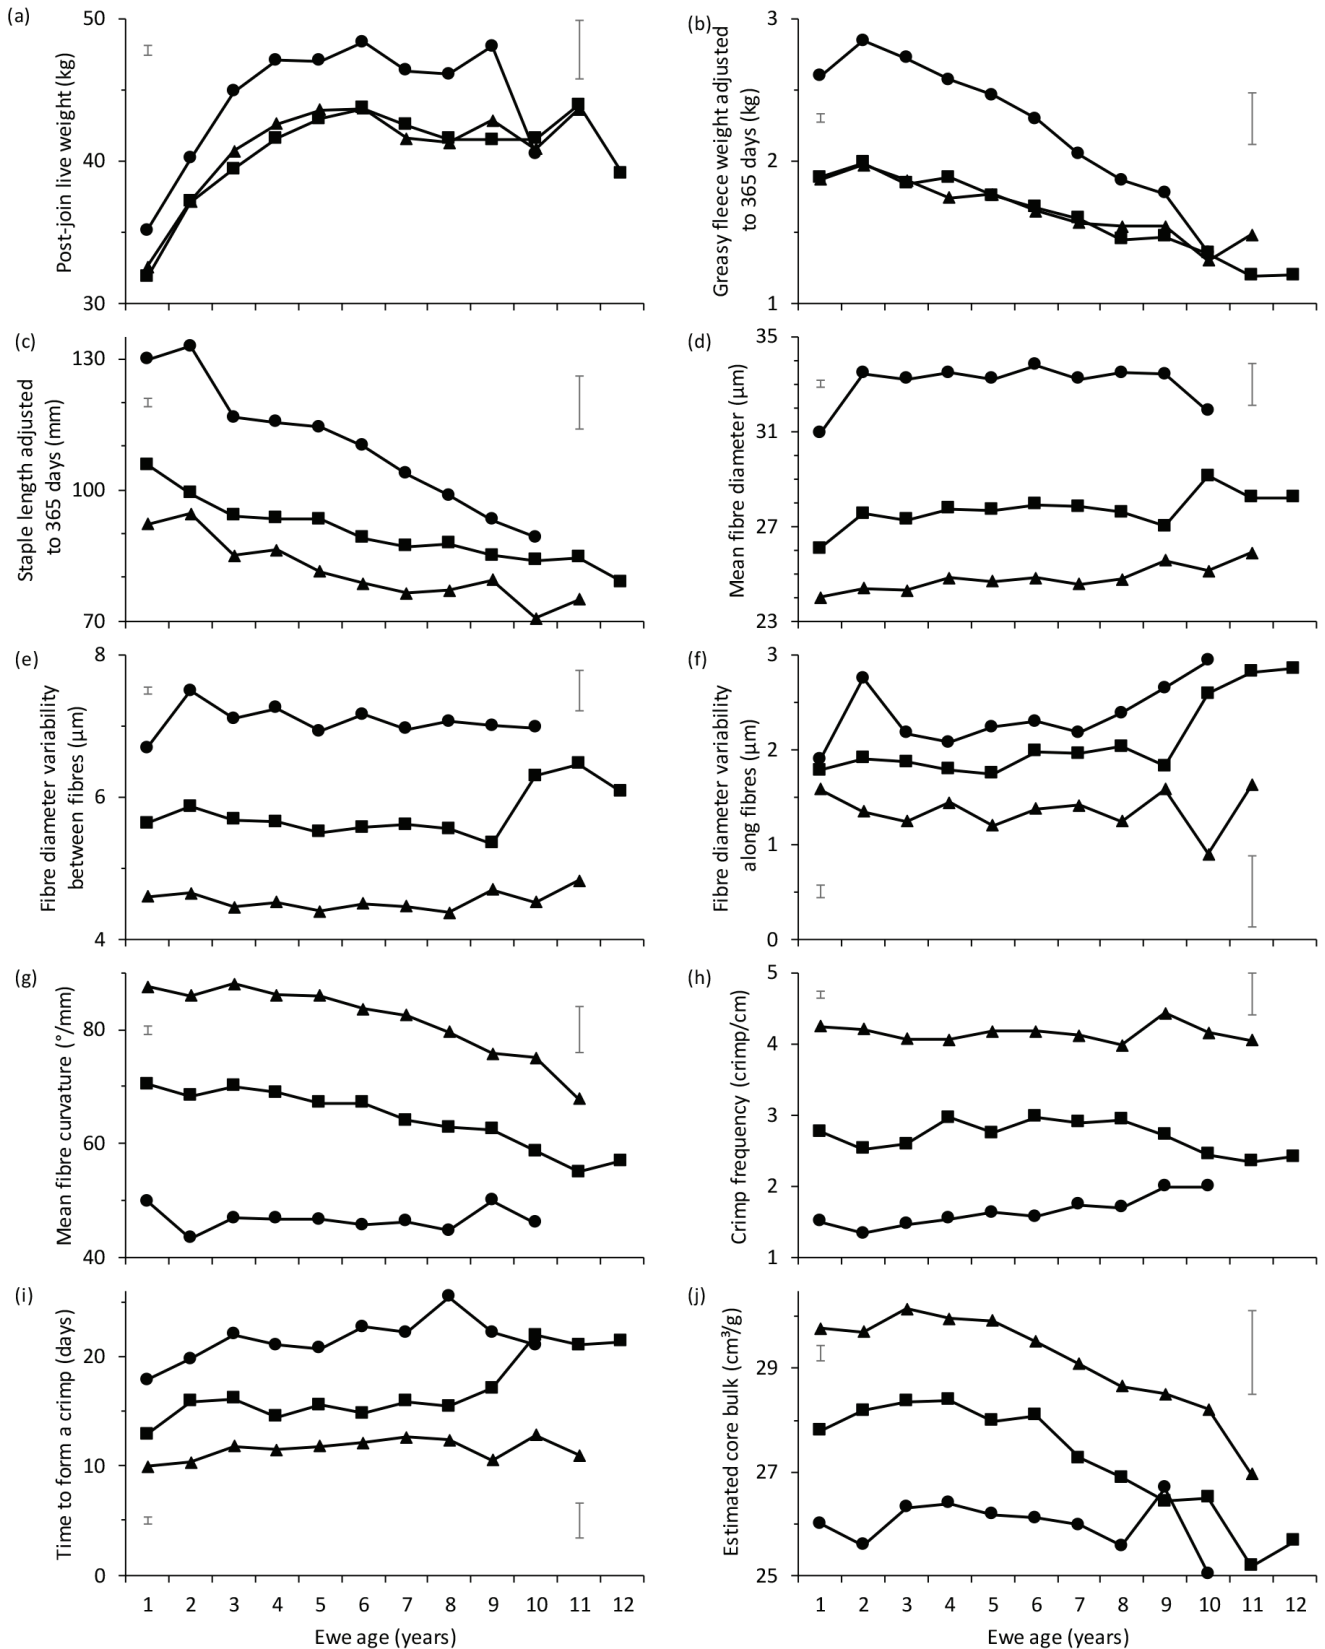 (a)
Post-join live weight (kg)
50
40
30
(b)
Greasy fleece weight adjusted
to 365 days (kg)
3
2
1
(c)
Staple length adjusted
to 365 days (mm)
130
100
70
(d)
Mean fibre diameter (µm)
35
31
27
23
(e)
Fibre diameter variability
between fibres (µm)
8
6
4
(f)
Fibre diameter variability
along fibres (µm)
3
2
1
0
(g)
Mean fibre curvature (°/mm)
80
60
40
(h)
Crimp frequency (crimp/cm)
5
4
3
2
1
(i)
Time to form a crimp (days)
20
10
0
1 2 3 4 5 6 7 8 9 10 11 12
Ewe age (years)
(j)
Estimated core bulk (cm³/g)
29
27
25
1 2 3 4 5 6 7 8 9 10 11 12
Ewe age (years)